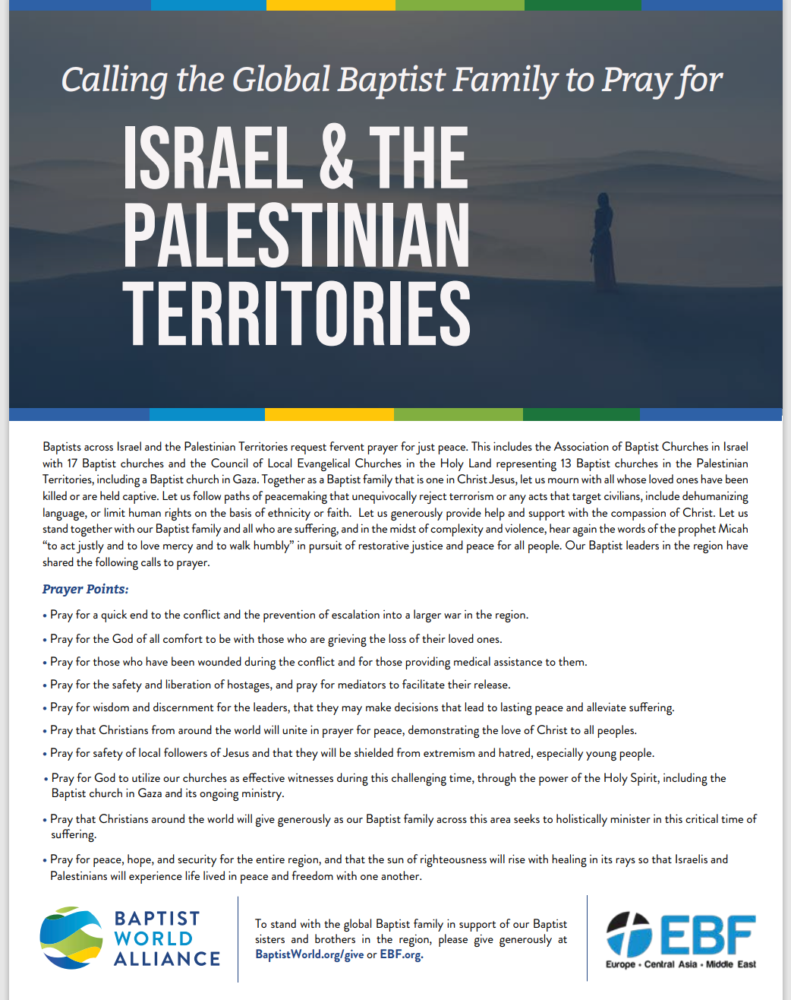 Calling the Global Baptist Family to Pray for
ISRAEL & THE
PALESTINIAN
TERRITORIES
Baptists across Israel and the Palestinian Territories request fervent prayer for just peace. This includes the Association of Baptist Churches in Israel
with 17 Baptist churches and the Council of Local Evangelical Churches in the Holy Land representing 13 Baptist churches in the Palestinian
Territories, including a Baptist church in Gaza. Together as a Baptist family that is one in Christ Jesus, let us mourn with all whose loved ones have been
killed or are held captive. Let us follow paths of peacemaking that unequivocally reject terrorism or any acts that target civilians, include dehumanizing
language, or limit human rights on the basis of ethnicity or faith. Let us generously provide help and support with the compassion of Christ. Let us
stand together with our Baptist family and all who are suffering, and in the midst of complexity and violence, hear again the words of the prophet Micah
“to act justly and to love mercy and to walk humbly” in pursuit of restorative justice and peace for all people. Our Baptist leaders in the region have
shared the following calls to prayer.
Prayer Points:
• Pray for a quick end to the conflict and the prevention of escalation into a larger war in the region.
• Pray for the God of all comfort to be with those who are grieving the loss of their loved ones.
• Pray for those who have been wounded during the conflict and for those providing medical assistance to them.
• Pray for the safety and liberation of hostages, and pray for mediators to facilitate their release.
• Pray for wisdom and discernment for the leaders, that they may make decisions that lead to lasting peace and alleviate suffering.
• Pray that Christians from around the world will unite in prayer for peace, demonstrating the love of Christ to all peoples.
• Pray for safety of local followers of Jesus and that they will be shielded from extremism and hatred, especially young people.
• Pray for God to utilize our churches as effective witnesses during this challenging time, through the power of the Holy Spirit, including the
Baptist church in Gaza and its ongoing ministry.
• Pray that Christians around the world will give generously as our Baptist family across this area seeks to holistically minister in this critical time of
suffering.
• Pray for peace, hope, and security for the entire region, and that the sun of righteousness will rise with healing in its rays so that Israelis and
Palestinians will experience life lived in peace and freedom with one another.
BAPTIST
WORLD
ALLIANCE
To stand with the global Baptist family in support of our Baptist
sisters and brothers in the region, please give generously at
BaptistWorld.org/give or EBF.org.
EBF
Europe • Central Asia • Middle East